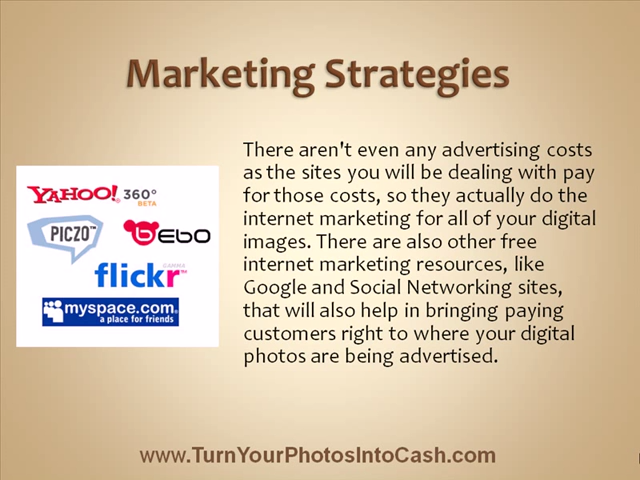 Marketing Strategies
There aren't even any advertising costs
as the sites you will be dealing with pay
for those costs, so they actually do the
internet marketing for all of your digital
images. There are also other free
internet marketing resources, like
Google and Social Networking sites,
that will also help in bringing paying
customers right to where your digital
photos are being advertised.
YAHOO! 360°
BETA
PICZO™
bEBO
GAMMA
flickr™
myspace.com®
a place for friends
www.TurnYourPhotosIntoCash.com